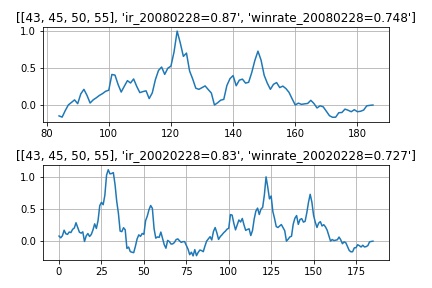 [[43, 45, 50, 55], 'ir_20080228=0.87', 'winrate_20080228=0.748']
1.0
0.5
0.0
80 100 120 140 160 180
[[43, 45, 50, 55], 'ir_20020228=0.83', 'winrate_20020228=0.727']
1.0
0.5
0.0
0 25 50 75 100 125 150 175